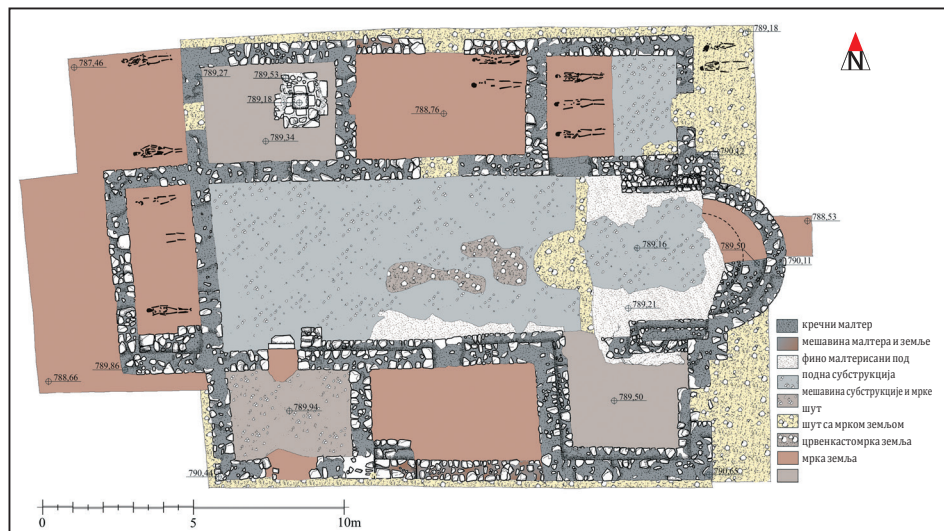 789,18
N
787,46
789,27
789,53
789,18
788,76
789,34
790,12
788,53
789,16
789,50
790,11
789,21
кречни малтер
мешавина малтера и земље
фино малтерисани под
подна субструкција
789,86
мешавина субструкције и мрке
788,66
789,94
789,50
шут
шут са мрком земљом
црвенкастомрка земља
мрка земља
790,44
790,65
0
5
10m